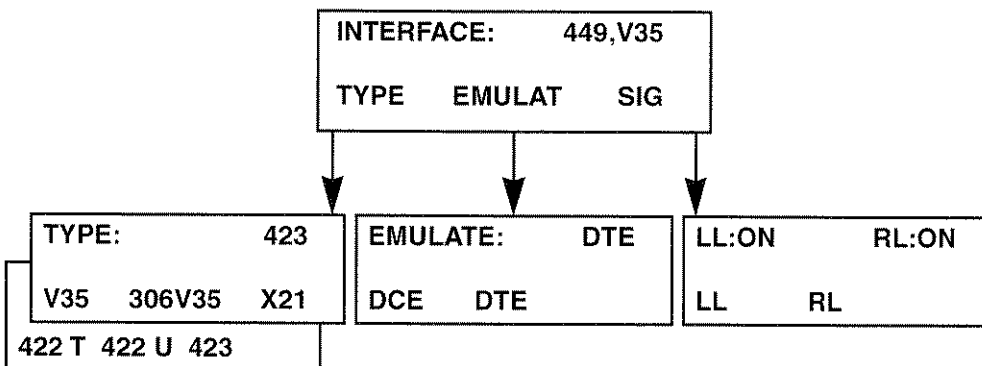 INTERFACE: 449,V35
TYPE EMULAT SIG
TYPE: 423
V35 306V35 X21
422 T 422 U 423
EMULATE: DTE
DCE DTE
LL:ON RL:ON
LL RL